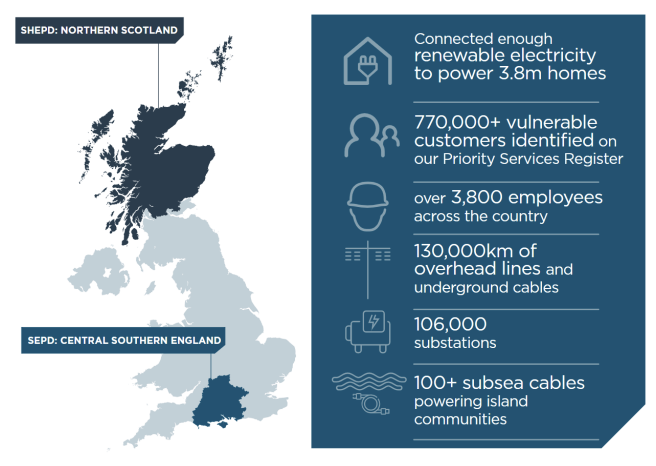 SHEPD: NORTHERN SCOTLAND
SEPD: CENTRAL SOUTHERN ENGLAND
Connected enough
renewable electricity
to power 3.8m homes
770,000+ vulnerable
customers identified on
our Priority Services Register
over 3,800 employees
across the country
130,000km of
overhead lines and
underground cables
106,000
substations
100+ subsea cables
powering island
communities